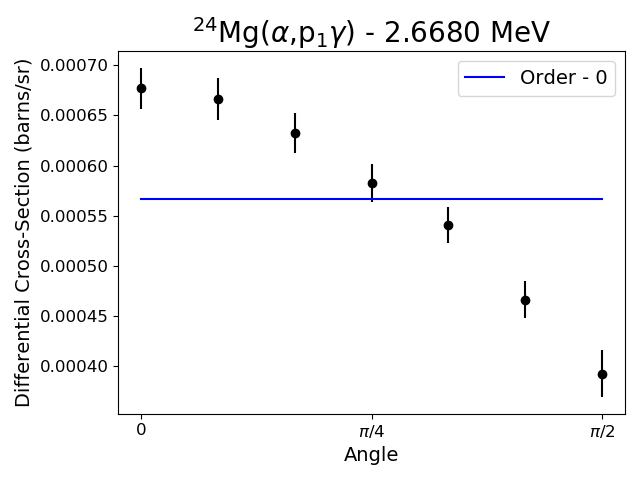 ²⁴Mg(α,p₁γ) - 2.6680 MeV
Order - 0
Differential Cross-Section (barns/sr)
0.00070
0.00065
0.00060
0.00055
0.00050
0.00045
0.00040
0 π/4 π/2
Angle